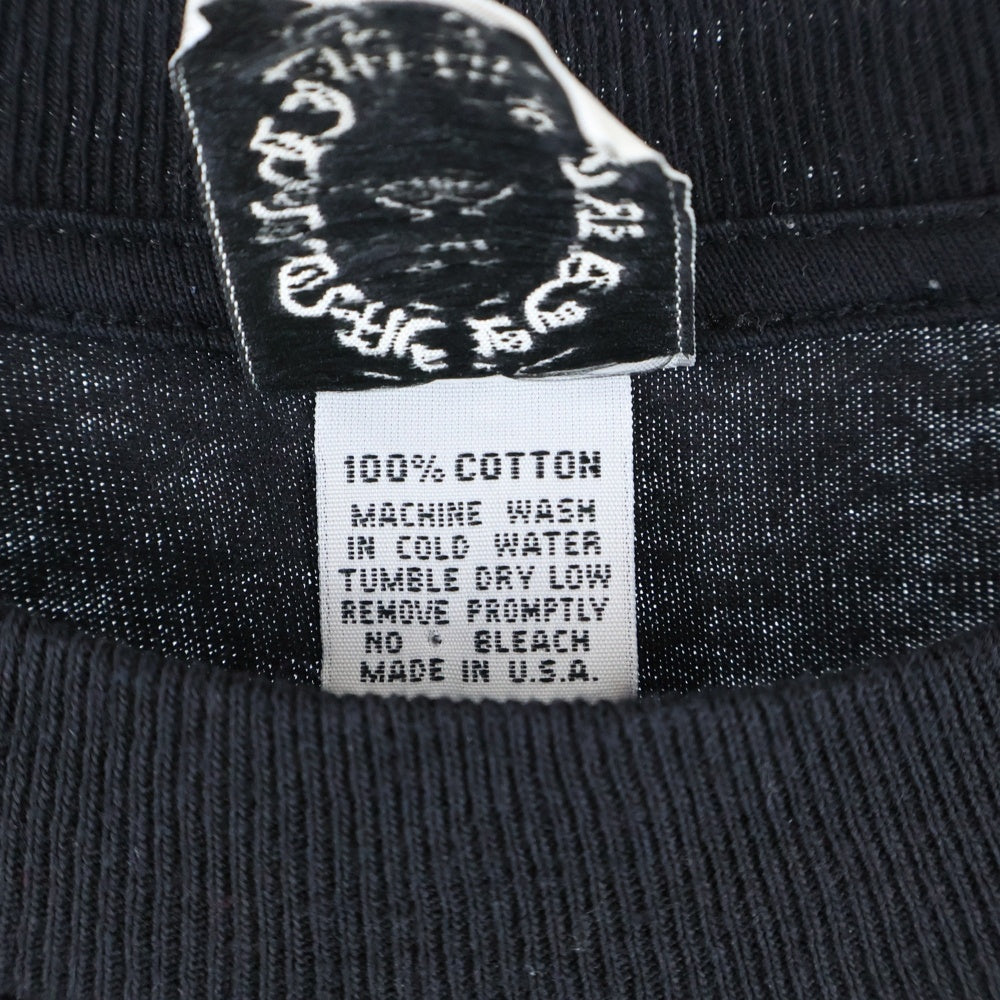 100% COTTON
MACHINE WASH
IN COLD WATER
TUMBLE DRY LOW
REMOVE PROMPTLY
NO BLEACH
MADE IN U.S.A.